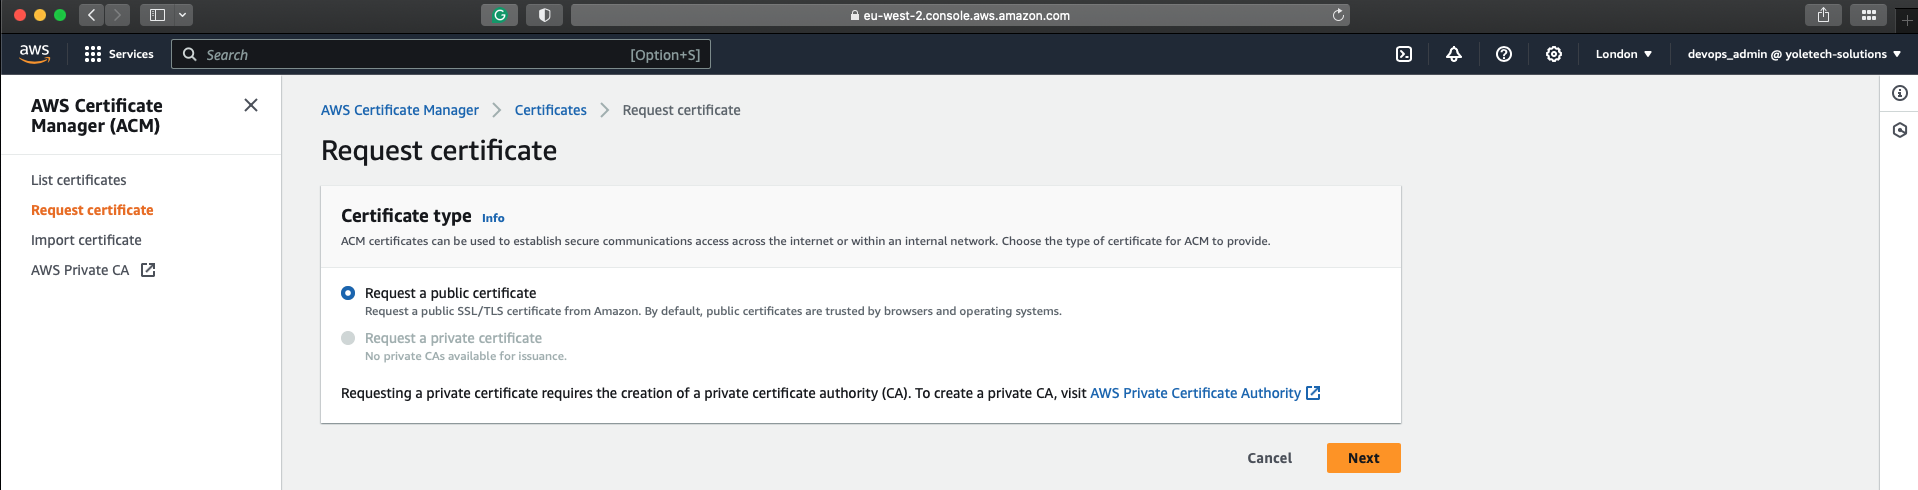 eu-west-2.console.aws.amazon.com
aws
Services
Search
[Option+S]
London
devops_admin @ yoletech-solutions
AWS Certificate
Manager (ACM)
List certificates
Request certificate
Import certificate
AWS Private CA
AWS Certificate Manager
Certificates
Request certificate
Request certificate
Certificate type
Info
ACM certificates can be used to establish secure communications access across the internet or within an internal network. Choose the type of certificate for ACM to provide.
Request a public certificate
Request a public SSL/TLS certificate from Amazon. By default, public certificates are trusted by browsers and operating systems.
Request a private certificate
No private CAs available for issuance.
Requesting a private certificate requires the creation of a private certificate authority (CA). To create a private CA, visit AWS Private Certificate Authority
Cancel
Next